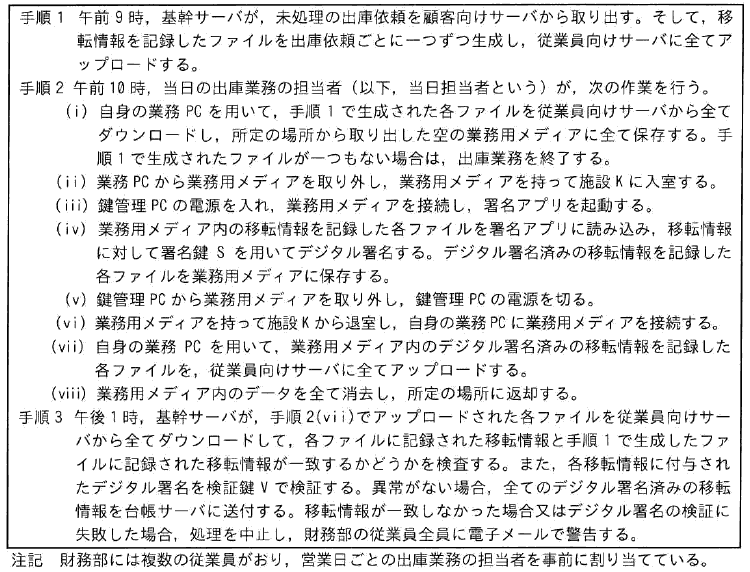 手順1 午前9時，基幹サーバが，未処理の出庫依頼を顧客向けサーバから取り出す。そして，移
転情報を記録したファイルを出庫依頼ごとに一つずつ生成し，従業員向けサーバに全てア
ップロードする。
手順2 午前10時，当日の出庫業務の担当者（以下，当日担当者という）が，次の作業を行う。
(i) 自身の業務PCを用いて，手順1で生成された各ファイルを従業員向けサーバから全て
ダウンロードし，所定の場所から取り出した空の業務用メディアに全て保存する。手
順1で生成されたファイルが一つもない場合は，出庫業務を終了する。
(ii) 業務PCから業務用メディアを取り外し，業務用メディアを持って施設Kに入室する。
(iii) 鍵管理PCの電源を入れ，業務用メディアを接続し，署名アプリを起動する。
(iv) 業務用メディア内の移転情報を記録した各ファイルを署名アプリに読み込み，移転情報
に対して署名鍵Sを用いてデジタル署名する。デジタル署名済みの移転情報を記録した
各ファイルを業務用メディアに保存する。
(v) 鍵管理PCから業務用メディアを取り外し，鍵管理PCの電源を切る。
(vi) 業務用メディアを持って施設Kから退室し，自身の業務PCに業務用メディアを接続する。
(vii) 自身の業務PCを用いて，業務用メディア内のデジタル署名済みの移転情報を記録した
各ファイルを，従業員向けサーバに全てアップロードする。
(viii) 業務用メディア内のデータを全て消去し，所定の場所に返却する。
手順3 午後1時，基幹サーバが，手順2(vii)でアップロードされた各ファイルを従業員向けサー
バから全てダウンロードして，各ファイルに記録された移転情報と手順1で生成したファ
イルに記録された移転情報が一致するかどうかを検査する。また，各移転情報に付与され
たデジタル署名を検証鍵Vで検証する。異常がない場合，全てのデジタル署名済みの移転
情報を台帳サーバに送付する。移転情報が一致しなかった場合又はデジタル署名の検証に
失敗した場合，処理を中止し，財務部の従業員全員に電子メールで警告する。
注記 財務部には複数の従業員がおり，営業日ごとの出庫業務の担当者を事前に割り当てている。